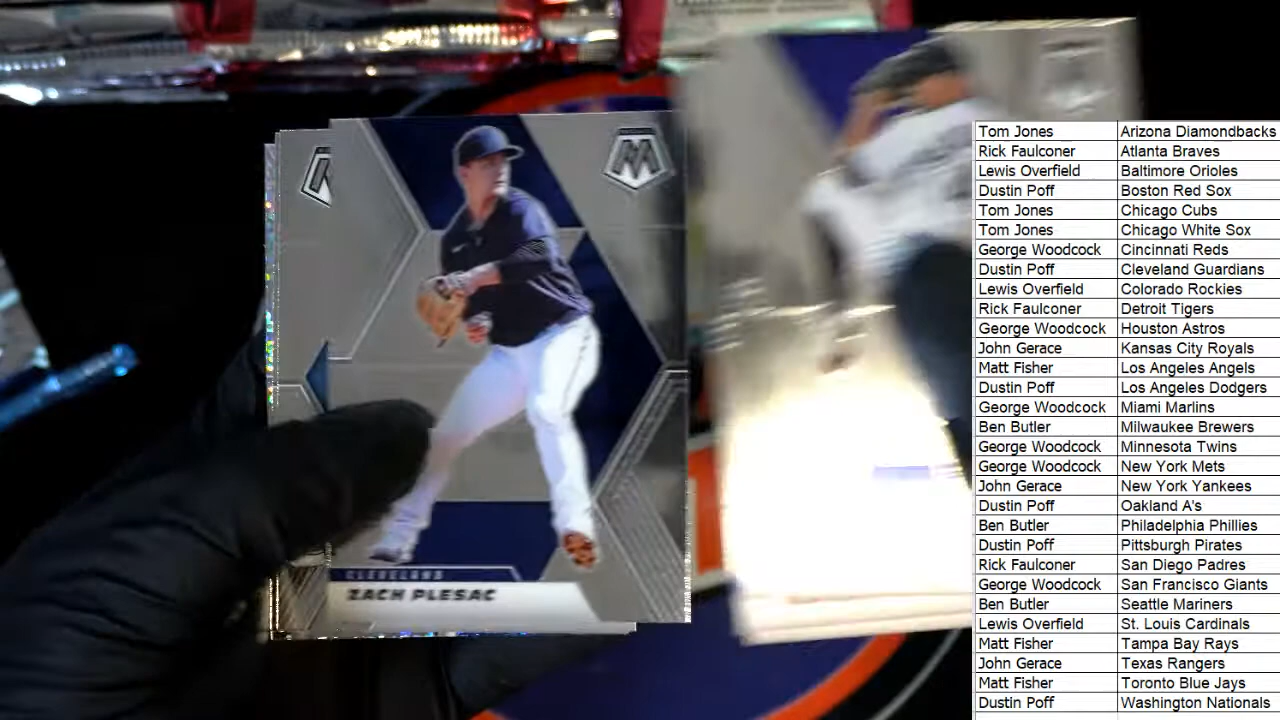 CLEVELAND
ZACH PLESAC
Tom Jones Arizona Diamondbacks
Rick Faulconer Atlanta Braves
Lewis Overfield Baltimore Orioles
Dustin Poff Boston Red Sox
Tom Jones Chicago Cubs
Tom Jones Chicago White Sox
George Woodcock Cincinnati Reds
Dustin Poff Cleveland Guardians
Lewis Overfield Colorado Rockies
Rick Faulconer Detroit Tigers
George Woodcock Houston Astros
John Gerace Kansas City Royals
Matt Fisher Los Angeles Angels
Dustin Poff Los Angeles Dodgers
George Woodcock Miami Marlins
Ben Butler Milwaukee Brewers
George Woodcock Minnesota Twins
George Woodcock New York Mets
John Gerace New York Yankees
Dustin Poff Oakland A's
Ben Butler Philadelphia Phillies
Dustin Poff Pittsburgh Pirates
Rick Faulconer San Diego Padres
George Woodcock San Francisco Giants
Ben Butler Seattle Mariners
Lewis Overfield St. Louis Cardinals
Matt Fisher Tampa Bay Rays
John Gerace Texas Rangers
Matt Fisher Toronto Blue Jays
Dustin Poff Washington Nationals